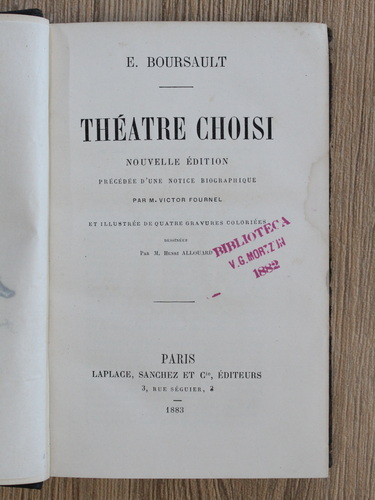 E. BOURSAULT
THÉATRE CHOISI
NOUVELLE ÉDITION
PRÉCÉDÉE D'UNE NOTICE BIOGRAPHIQUE
PAR M. VICTOR FOURNEL
ET ILLUSTRÉE DE QUATRE GRAVURES COLORIÉES
PAR M. HENRI ALLOUARD
BIBLIOTECA
V. G.
1882
PARIS
LAPLACE, SANCHEZ ET Cie, ÉDITEURS
3, RUE SÉGUIER, 3
1883